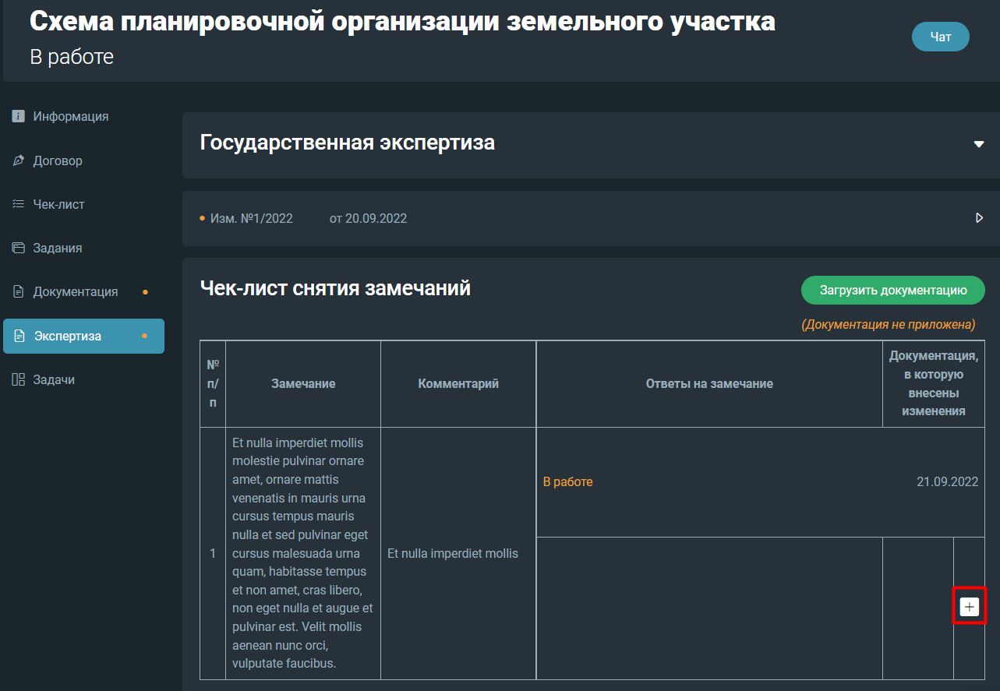 Схема планировочной организации земельного участка
В работе
Чат
Информация
Договор
Чек-лист
Задания
Документация
Экспертиза
Задачи
Государственная экспертиза
Изм. №1/2022 от 20.09.2022
Чек-лист снятия замечаний
Загрузить документацию
(Документация не приложена)
№
п/
п
Замечание
Комментарий
Ответы на замечание
Документация,
в которую
внесены
изменения
1
Et nulla imperdiet mollis
molestie pulvinar ornare
amet, ornare mattis
venenatis in mauris urna
cursus tempus mauris
nulla et sed pulvinar eget
cursus malesuada urna
quam, habitasse tempus
et non amet, cras libero,
non eget nulla et augue et
pulvinar est. Velit mollis
aenean nunc orci,
vulputate faucibus.
Et nulla imperdiet mollis
В работе
21.09.2022